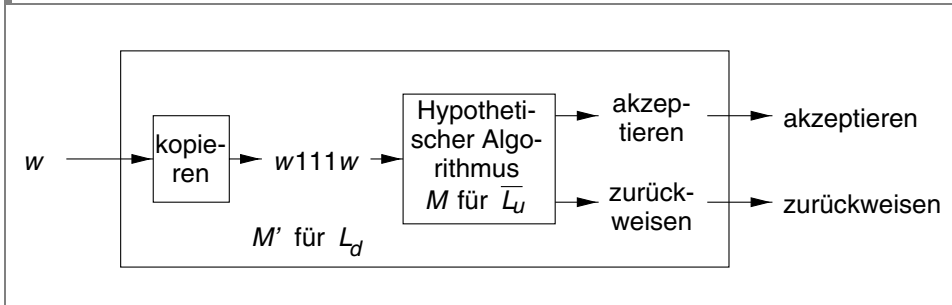 w
kopie-
ren
w111w
Hypotheti-
scher Algo-
rithmus
M für L̅u̅
akzep-
tieren
akzeptieren
zurück-
weisen
zurückweisen
M' für Ld